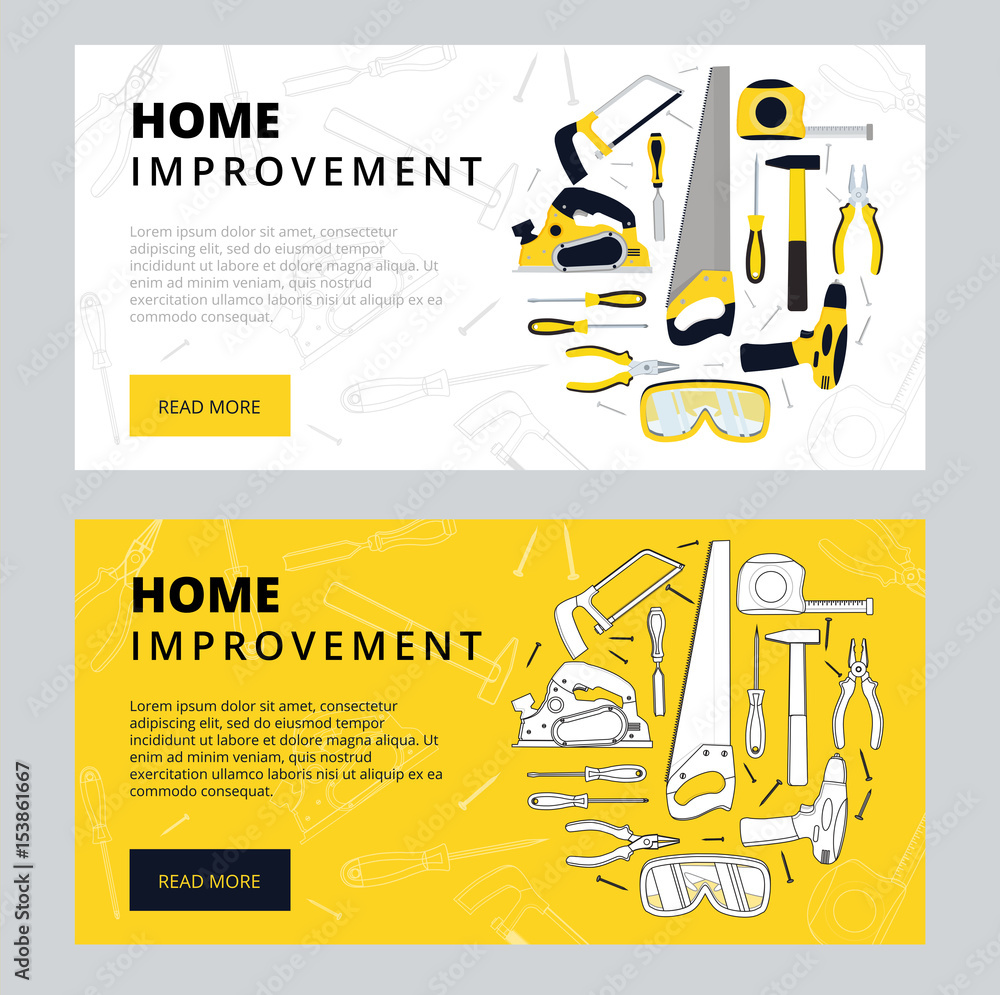 HOME
IMPROVEMENT
Lorem ipsum dolor sit amet, consectetur
adipiscing elit, sed do eiusmod tempor
incididunt ut labore et dolore magna aliqua. Ut
enim ad minim veniam, quis nostrud
exercitation ullamco laboris nisi ut aliquip ex ea
commodo consequat.
READ MORE
HOME
IMPROVEMENT
Lorem ipsum dolor sit amet, consectetur
adipiscing elit, sed do eiusmod tempor
incididunt ut labore et dolore magna aliqua. Ut
enim ad minim veniam, quis nostrud
exercitation ullamco laboris nisi ut aliquip ex ea
commodo consequat.
READ MORE
Adobe Stock | #153861667